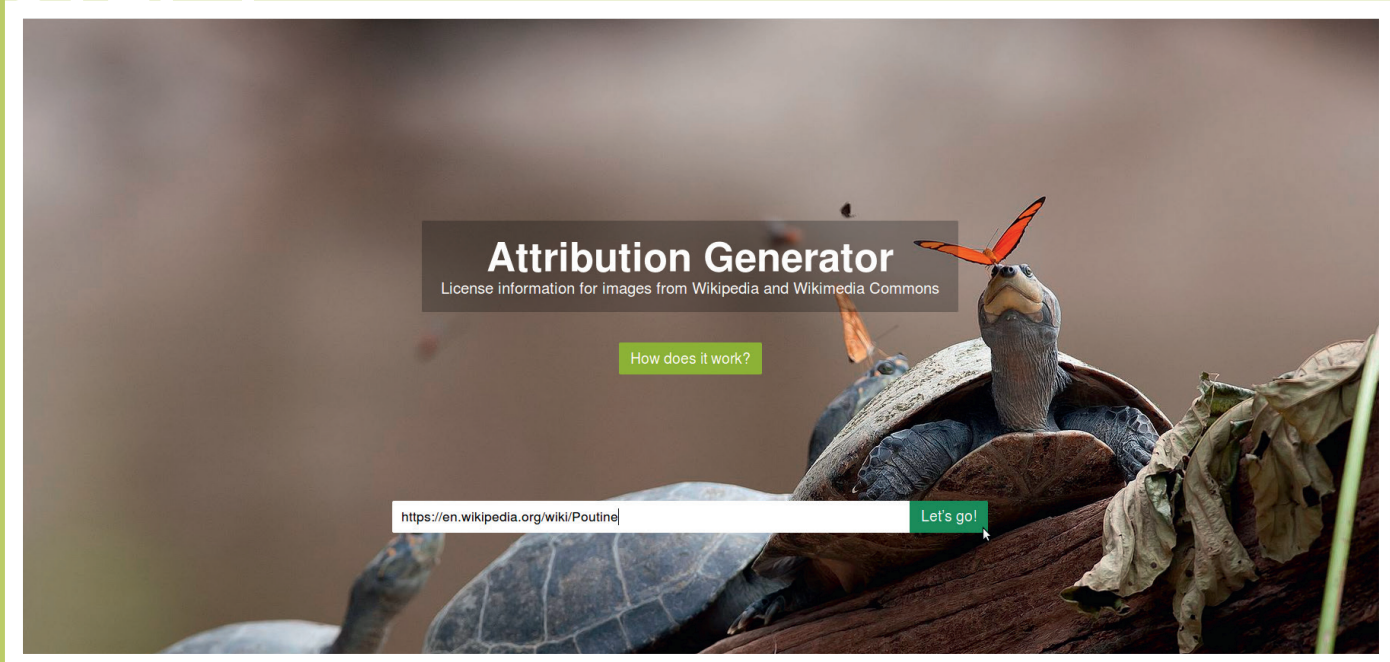 Attribution Generator
License information for images from Wikipedia and Wikimedia Commons
How does it work?
https://en.wikipedia.org/wiki/Poutine
Let's go!